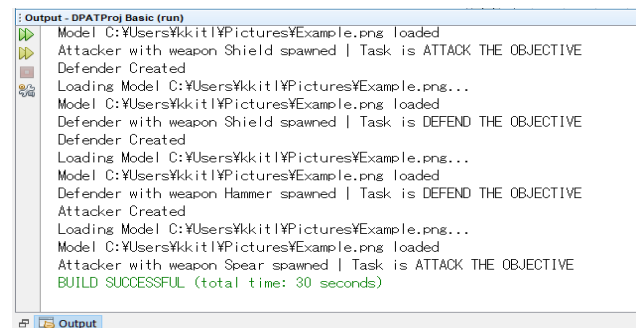 Output - DPATProj Basic (run)
Model C:¥Users¥kkitl¥Pictures¥Example.png loaded
Attacker with weapon Shield spawned | Task is ATTACK THE OBJECTIVE
Defender Created
Loading Model C:¥Users¥kkitl¥Pictures¥Example.png...
Model C:¥Users¥kkitl¥Pictures¥Example.png loaded
Defender with weapon Shield spawned | Task is DEFEND THE OBJECTIVE
Defender Created
Loading Model C:¥Users¥kkitl¥Pictures¥Example.png...
Model C:¥Users¥kkitl¥Pictures¥Example.png loaded
Defender with weapon Hammer spawned | Task is DEFEND THE OBJECTIVE
Attacker Created
Loading Model C:¥Users¥kkitl¥Pictures¥Example.png...
Model C:¥Users¥kkitl¥Pictures¥Example.png loaded
Attacker with weapon Spear spawned | Task is ATTACK THE OBJECTIVE
BUILD SUCCESSFUL (total time: 30 seconds)
Output